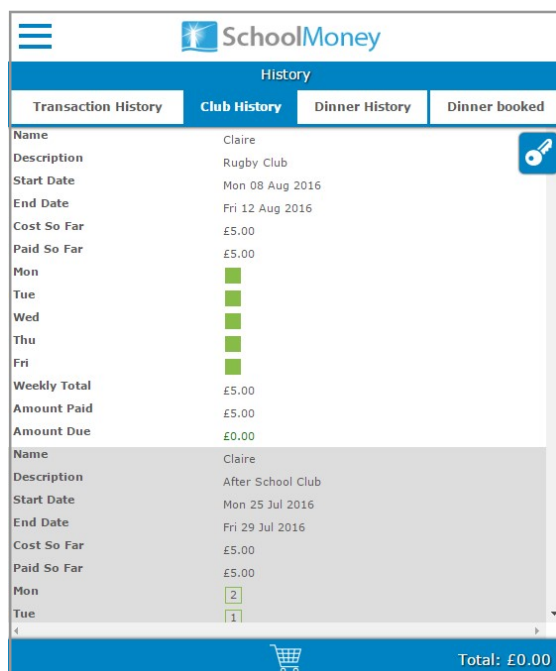 SchoolMoney
History
Transaction History Club History Dinner History Dinner booked
Name Claire
Description Rugby Club
Start Date Mon 08 Aug 2016
End Date Fri 12 Aug 2016
Cost So Far £5.00
Paid So Far £5.00
Mon
Tue
Wed
Thu
Fri
Weekly Total £5.00
Amount Paid £5.00
Amount Due £0.00
Name Claire
Description After School Club
Start Date Mon 25 Jul 2016
End Date Fri 29 Jul 2016
Cost So Far £5.00
Paid So Far £5.00
Mon 2
Tue 1
Total: £0.00